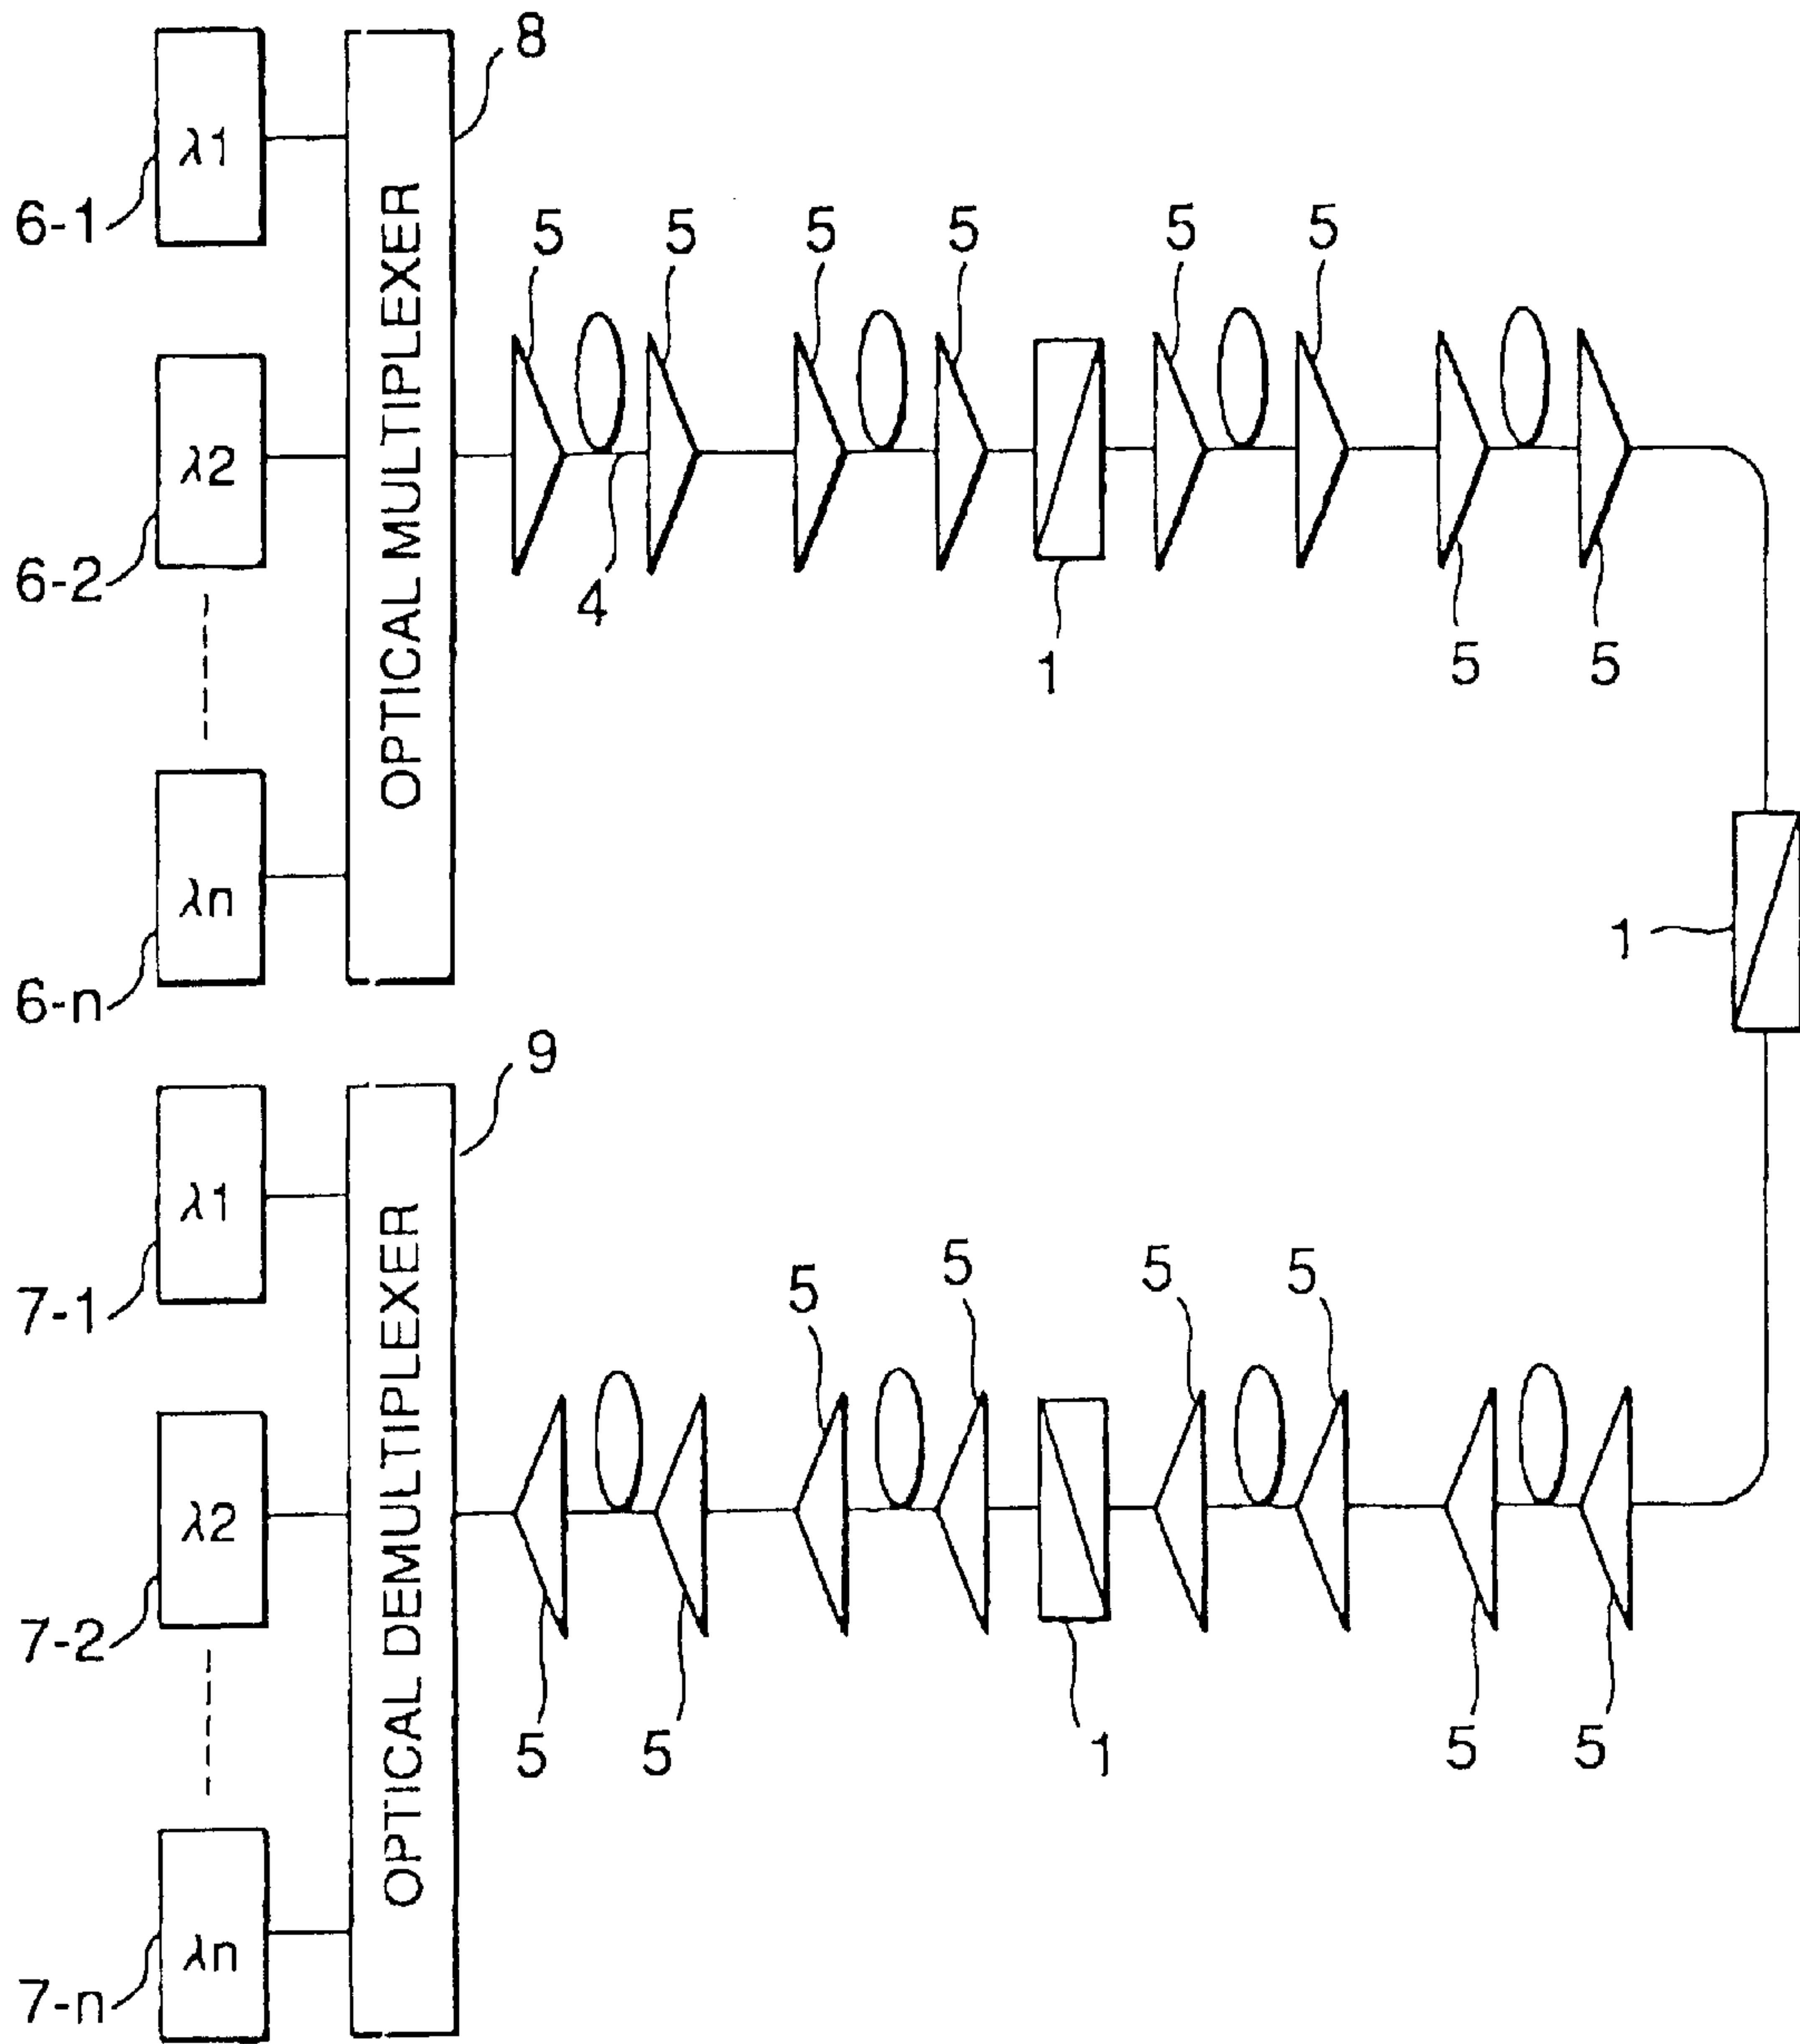 8
λ1
6-1
OPTICAL MULTIPLEXER
5 5 5 5 5 5
λ2
6-2
4
1
5 5
λn
6-n
1
9
λ1
7-1
OPTICAL DEMULTIPLEXER
5 5 5 5
λ2
7-2
5 5 1 5 5
λn
7-n